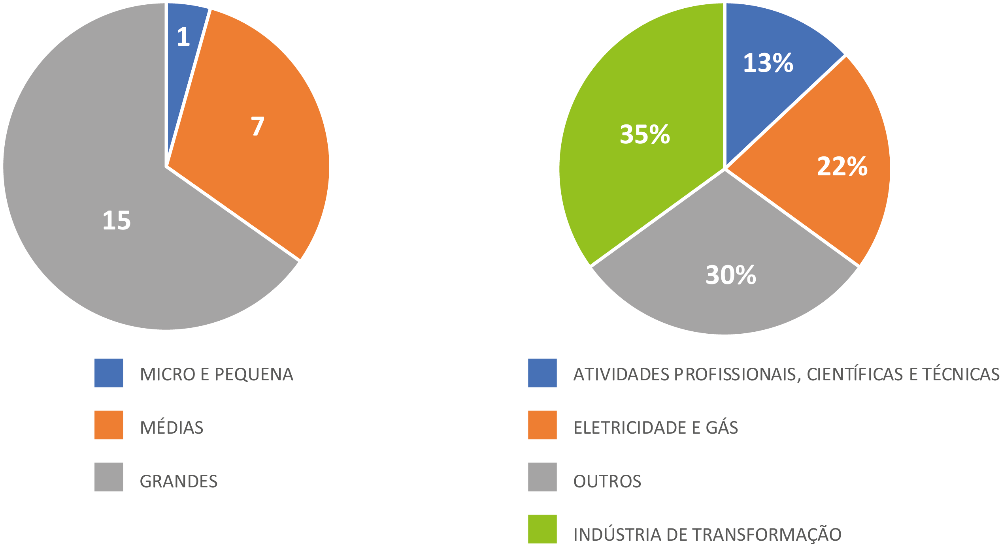 1
7
15
MICRO E PEQUENA
MÉDIAS
GRANDES
13%
22%
35%
30%
ATIVIDADES PROFISSIONAIS, CIENTÍFICAS E TÉCNICAS
ELETRICIDADE E GÁS
OUTROS
INDÚSTRIA DE TRANSFORMAÇÃO